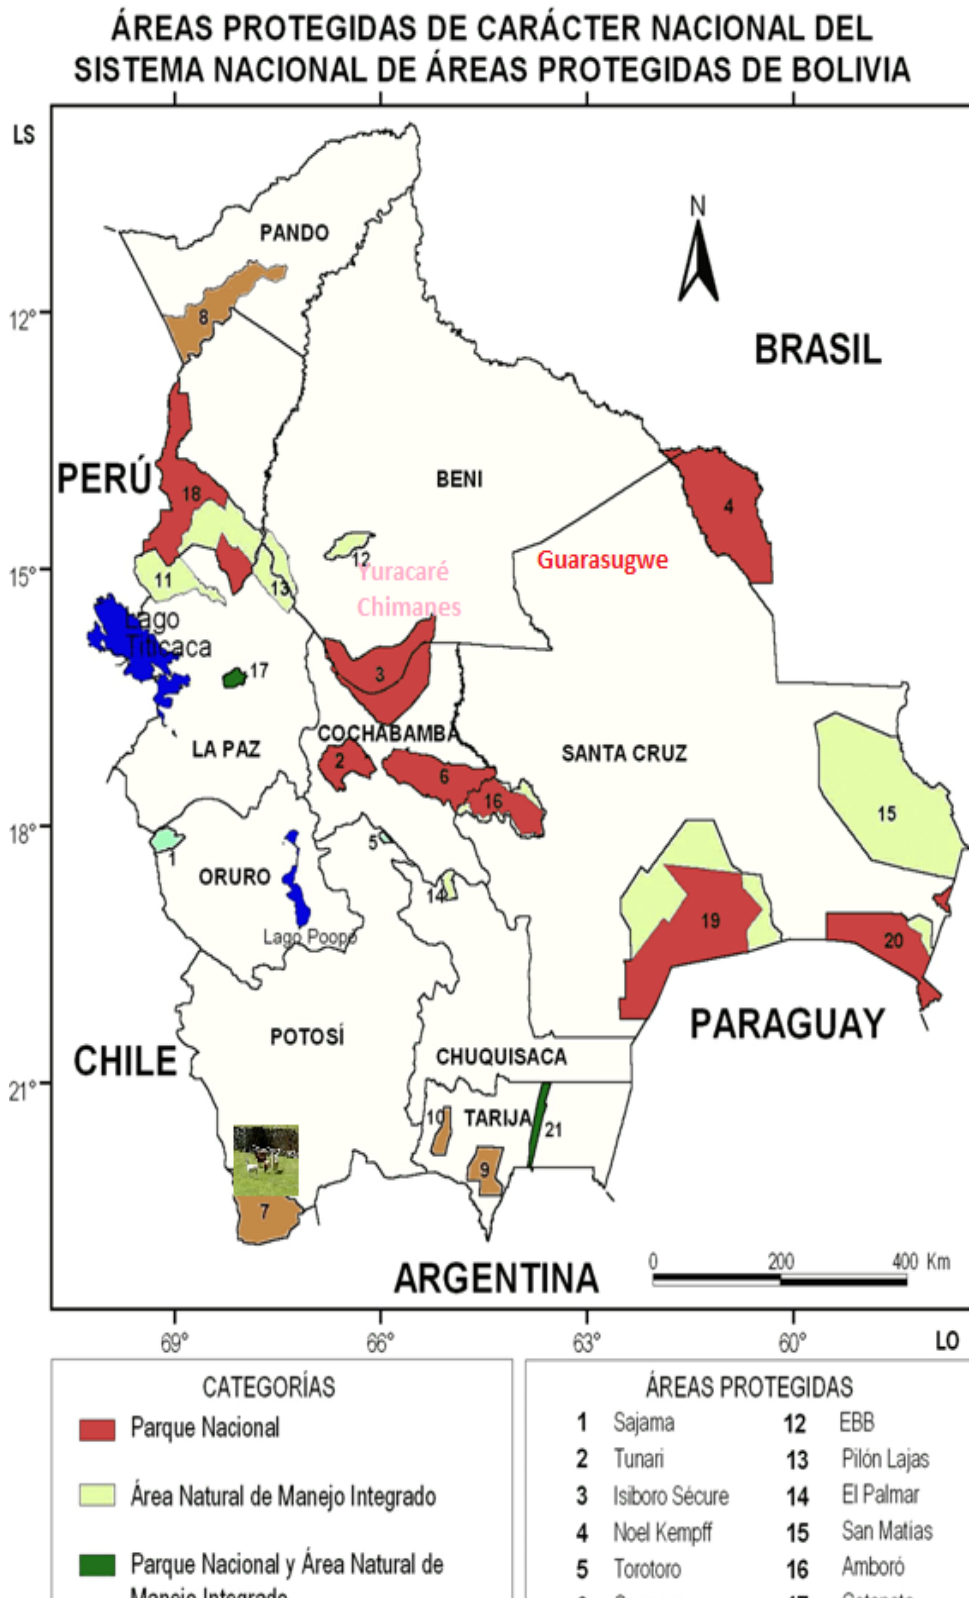 ÁREAS PROTEGIDAS DE CARÁCTER NACIONAL DEL
SISTEMA NACIONAL DE ÁREAS PROTEGIDAS DE BOLIVIA
LS
N
PANDO
8
12°
BRASIL
PERÚ
BENI
18
4
12
15°
Guarasugwe
Yuracaré
11
13
Chimanes
Lago
Titicaca
17
3
COCHABAMBA
LA PAZ
SANTA CRUZ
2
6
16
15
18°
1
5
ORURO
14
19
20
Lago Poopó
PARAGUAY
POTOSÍ
CHILE
CHUQUISACA
21°
10
TARIJA
21
9
7
0 200 400 Km
ARGENTINA
69° 66° 63° 60° LO
CATEGORÍAS
Parque Nacional
Área Natural de Manejo Integrado
Parque Nacional y Área Natural de
Manejo Integrado
ÁREAS PROTEGIDAS
1 Sajama 12 EBB
2 Tunari 13 Pilón Lajas
3 Isiboro Sécure 14 El Palmar
4 Noel Kempff 15 San Matías
5 Torotoro 16 Amboró